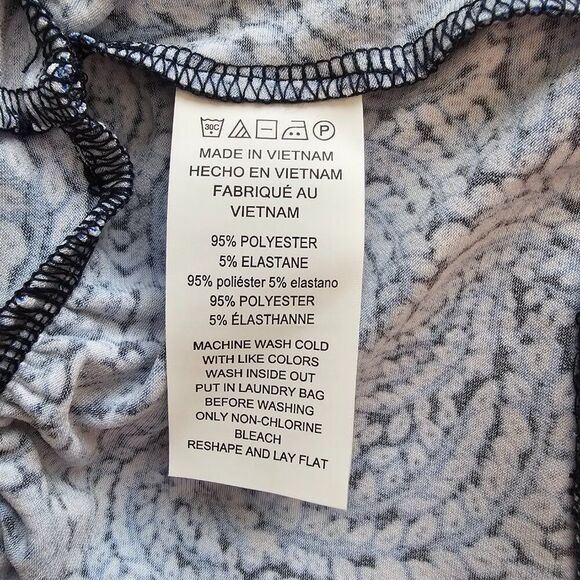 30C P
MADE IN VIETNAM
HECHO EN VIETNAM
FABRIQUÉ AU
VIETNAM
95% POLYESTER
5% ELASTANE
95% poliéster 5% elastano
95% POLYESTER
5% ÉLASTHANNE
MACHINE WASH COLD
WITH LIKE COLORS
WASH INSIDE OUT
PUT IN LAUNDRY BAG
BEFORE WASHING
ONLY NON-CHLORINE
BLEACH
RESHAPE AND LAY FLAT